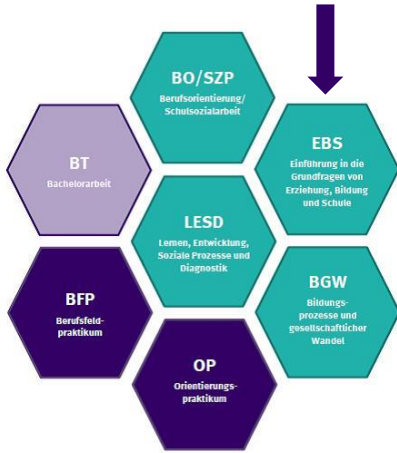 BO/SZP
Berufsorientierung/
Schulsozialarbeit
EBS
Einführung in die
Grundfragen von
Erziehung, Bildung
und Schule
BT
Bachelorarbeit
LESD
Lernen, Entwicklung,
Soziale Prozesse und
Diagnostik
BGW
Bildungs-
prozesse und
gesellschaftlicher
Wandel
BFP
Berufsfeld-
praktikum
OP
Orientierungs-
praktikum